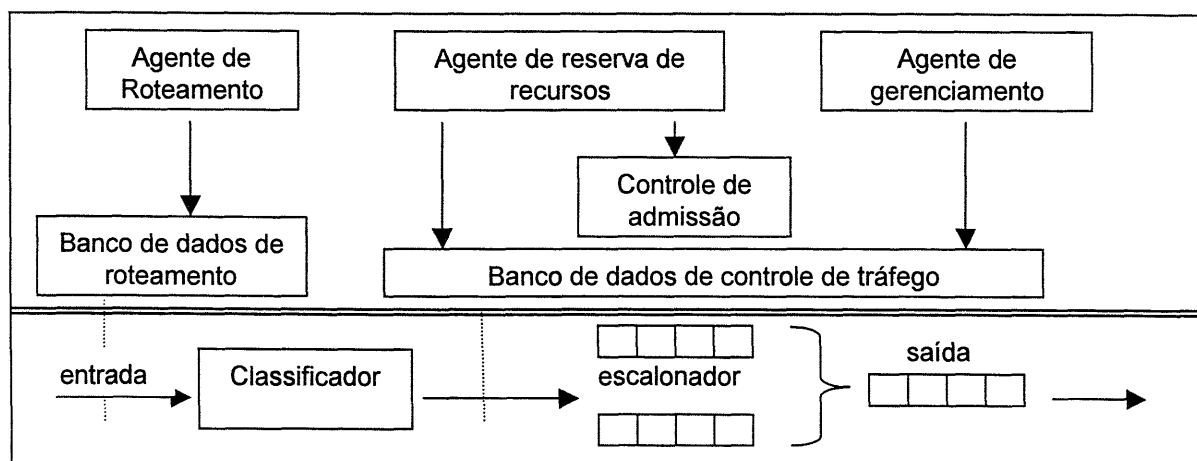 Agente de
Roteamento
Agente de reserva de
recursos
Agente de
gerenciamento
Controle de
admissão
Banco de dados de
roteamento
Banco de dados de controle de tráfego
entrada
Classificador
escalonador
saída